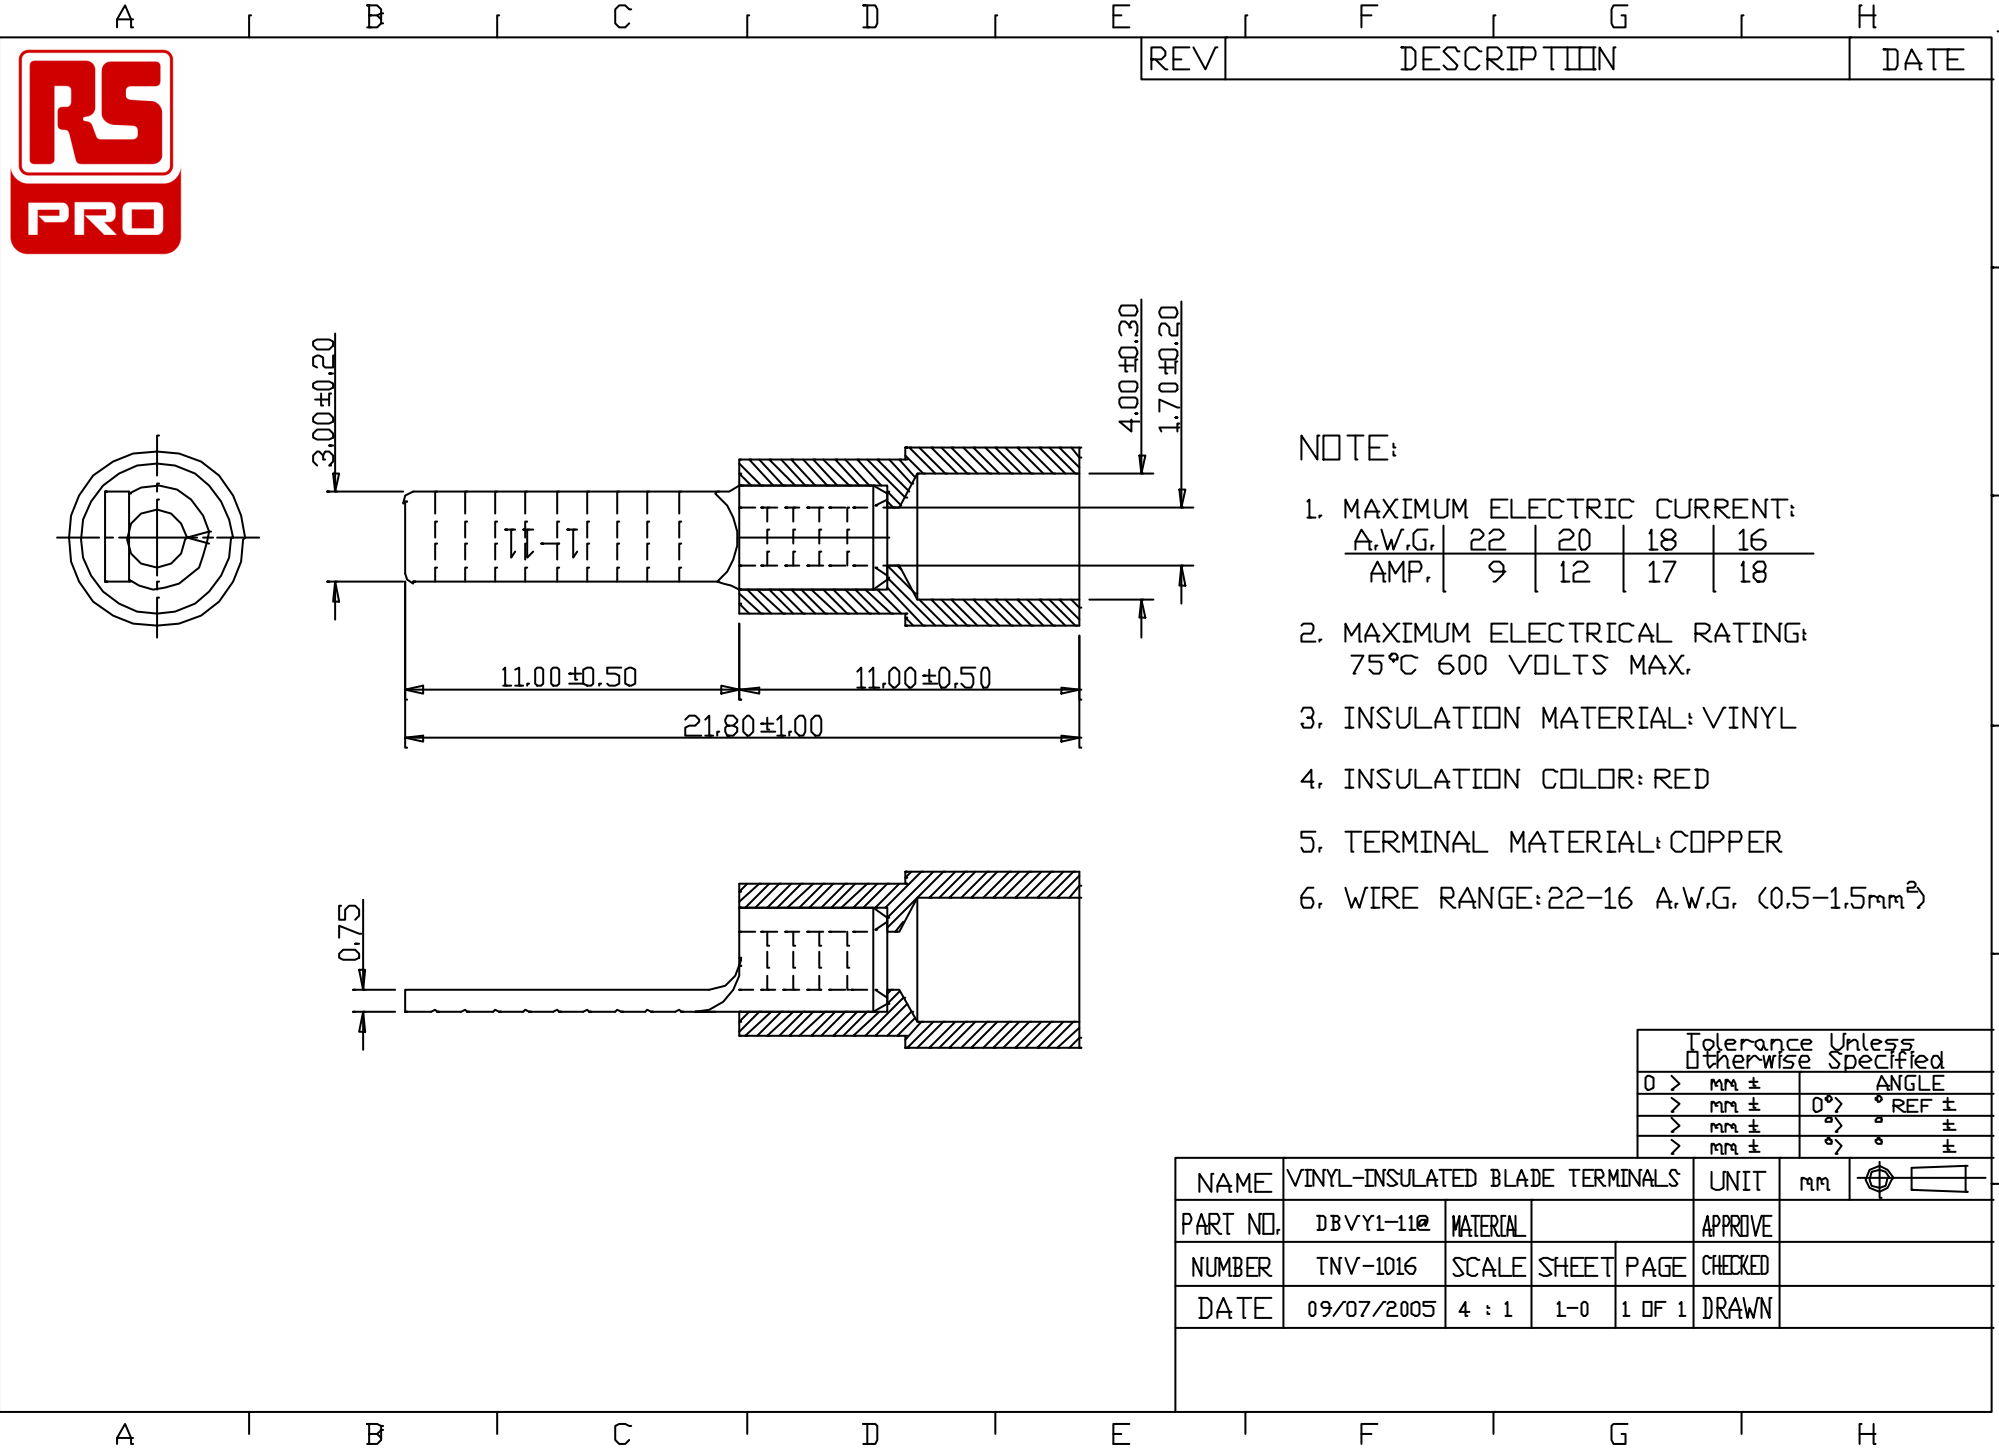 A B C D E F G H
REV DESCRIPTION DATE
RS
PRO
3.00±0.20
4.00±0.30
1.70±0.20
1-11
11.00±0.50
11.00±0.50
21.80±1.00
0.75
NOTE:
1. MAXIMUM ELECTRIC CURRENT:
A.W.G. 22 20 18 16
AMP. 9 12 17 18
2. MAXIMUM ELECTRICAL RATING:
75°C 600 VOLTS MAX.
3. INSULATION MATERIAL: VINYL
4. INSULATION COLOR: RED
5. TERMINAL MATERIAL: COPPER
6. WIRE RANGE: 22-16 A.W.G. (0.5-1.5mm²)
Tolerance Unless
Otherwise Specified
0 > mm ± ANGLE
> mm ± 0°> ° REF ±
> mm ± °> ° ±
> mm ± °> ° ±
NAME VINYL-INSULATED BLADE TERMINALS UNIT mm
PART NO. DBVY1-11@ MATERIAL APPROVE
NUMBER TNV-1016 SCALE SHEET PAGE CHECKED
DATE 09/07/2005 4 : 1 1-0 1 OF 1 DRAWN
A B C D E F G H